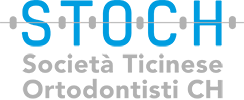 STOCH
Società Ticinese
Ortodontisti CH